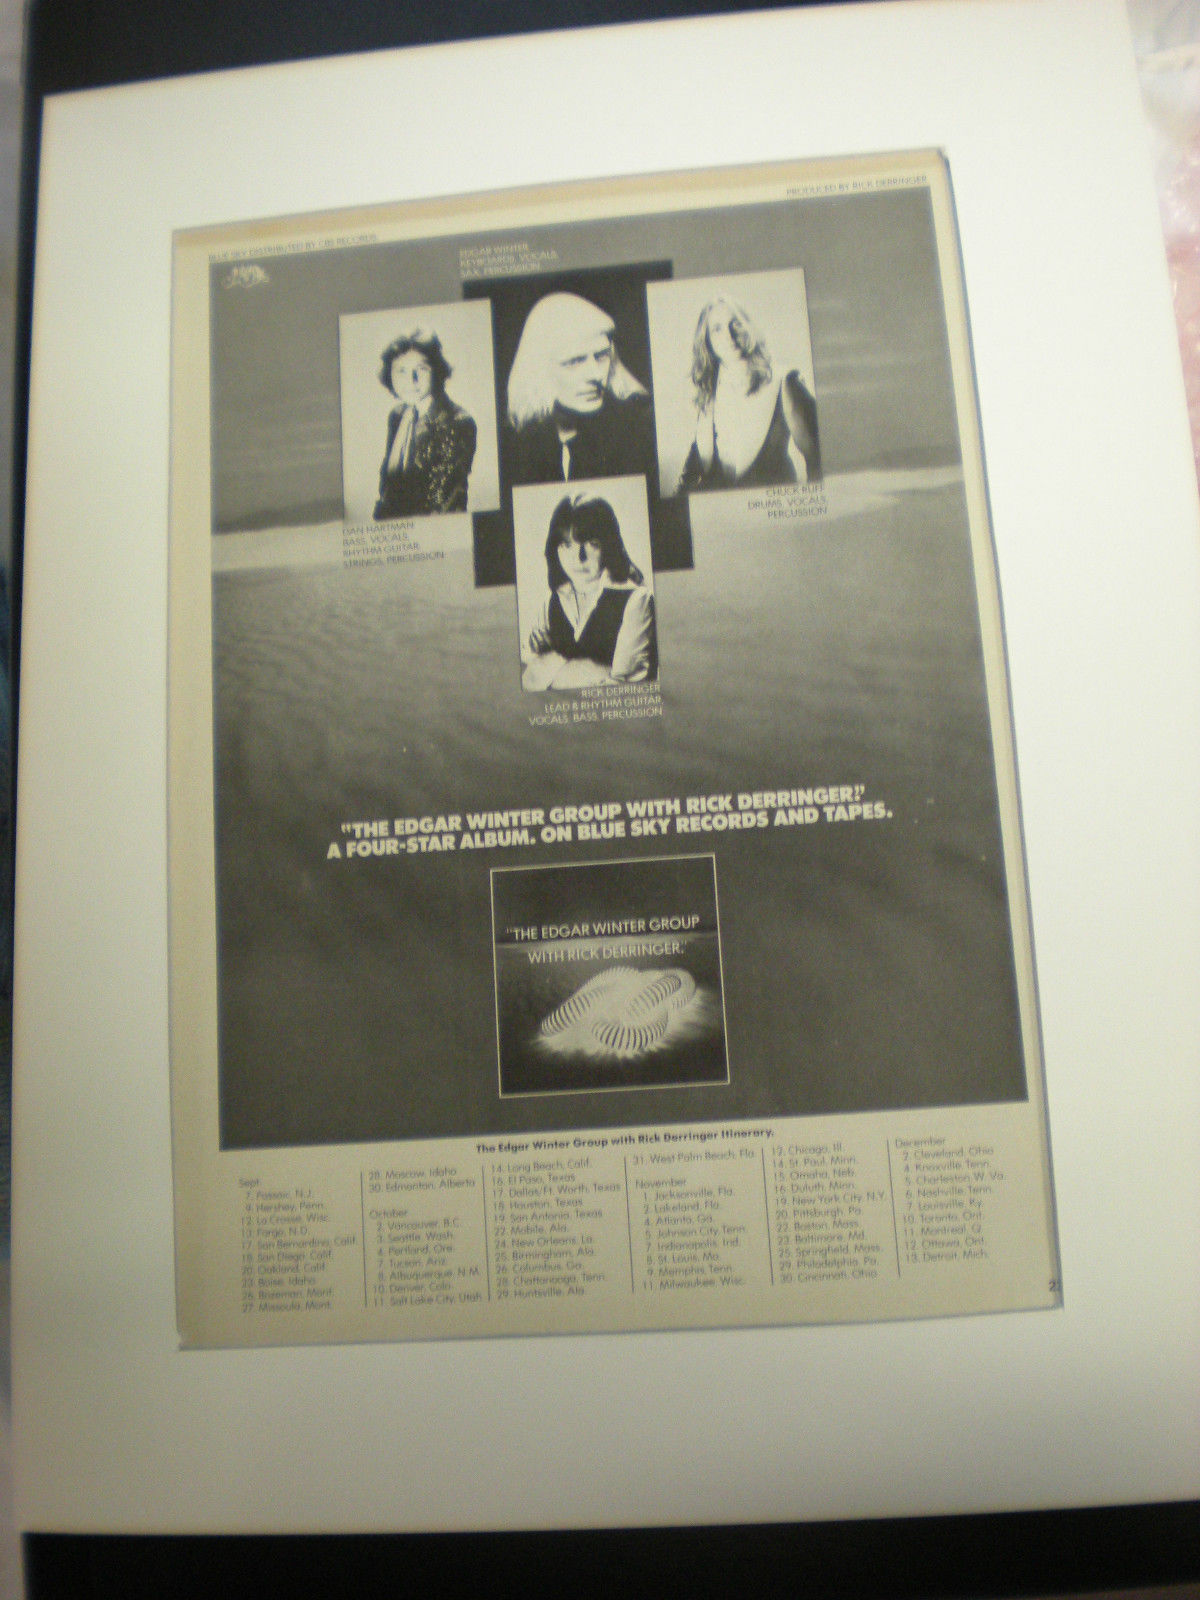 BLUE SKY DISTRIBUTED BY CBS RECORDS
PRODUCED BY RICK DERRINGER
EDGAR WINTER
KEYBOARDS, VOCALS,
SAX, PERCUSSION
DAN HARTMAN
BASS, VOCALS,
RHYTHM GUITAR,
STRINGS, PERCUSSION
CHUCK RUFF
DRUMS, VOCALS,
PERCUSSION
RICK DERRINGER
LEAD & RHYTHM GUITAR,
VOCALS, BASS, PERCUSSION
"THE EDGAR WINTER GROUP WITH RICK DERRINGER."
A FOUR-STAR ALBUM. ON BLUE SKY RECORDS AND TAPES.
"THE EDGAR WINTER GROUP
WITH RICK DERRINGER."
The Edgar Winter Group with Rick Derringer Itinerary.
Sept.
7. Passaic, N.J.
9. Hershey, Penn.
12. La Crosse, Wisc.
13. Fargo, N.D.
17. San Bernardino, Calif.
18. San Diego, Calif.
20. Oakland, Calif.
23. Boise, Idaho
26. Bozeman, Mont.
27. Missoula, Mont.
28. Moscow, Idaho
30. Edmonton, Alberta
October
2. Vancouver, B.C.
3. Seattle, Wash.
4. Portland, Ore.
7. Tucson, Ariz.
8. Albuquerque, N.M.
10. Denver, Colo.
11. Salt Lake City, Utah
14. Long Beach, Calif.
16. El Paso, Texas
17. Dallas/Ft. Worth, Texas
18. Houston, Texas
19. San Antonio, Texas
22. Mobile, Ala.
24. New Orleans, La.
25. Birmingham, Ala.
26. Columbus, Ga.
28. Chattanooga, Tenn.
29. Huntsville, Ala.
31. West Palm Beach, Fla.
November
1. Jacksonville, Fla.
2. Lakeland, Fla.
4. Atlanta, Ga.
5. Johnson City, Tenn.
7. Indianapolis, Ind.
8. St. Louis, Mo.
9. Memphis, Tenn.
11. Milwaukee, Wisc.
12. Chicago, Ill.
14. St. Paul, Minn.
15. Omaha, Neb.
16. Duluth, Minn.
19. New York City, N.Y.
20. Pittsburgh, Pa.
22. Boston, Mass.
23. Baltimore, Md.
25. Springfield, Mass.
29. Philadelphia, Pa.
30. Cincinnati, Ohio
December
2. Cleveland, Ohio
4. Knoxville, Tenn.
5. Charleston, W. Va.
6. Nashville, Tenn.
7. Louisville, Ky.
10. Toronto, Ont.
11. Montreal, Q.
12. Ottawa, Ont.
13. Detroit, Mich.